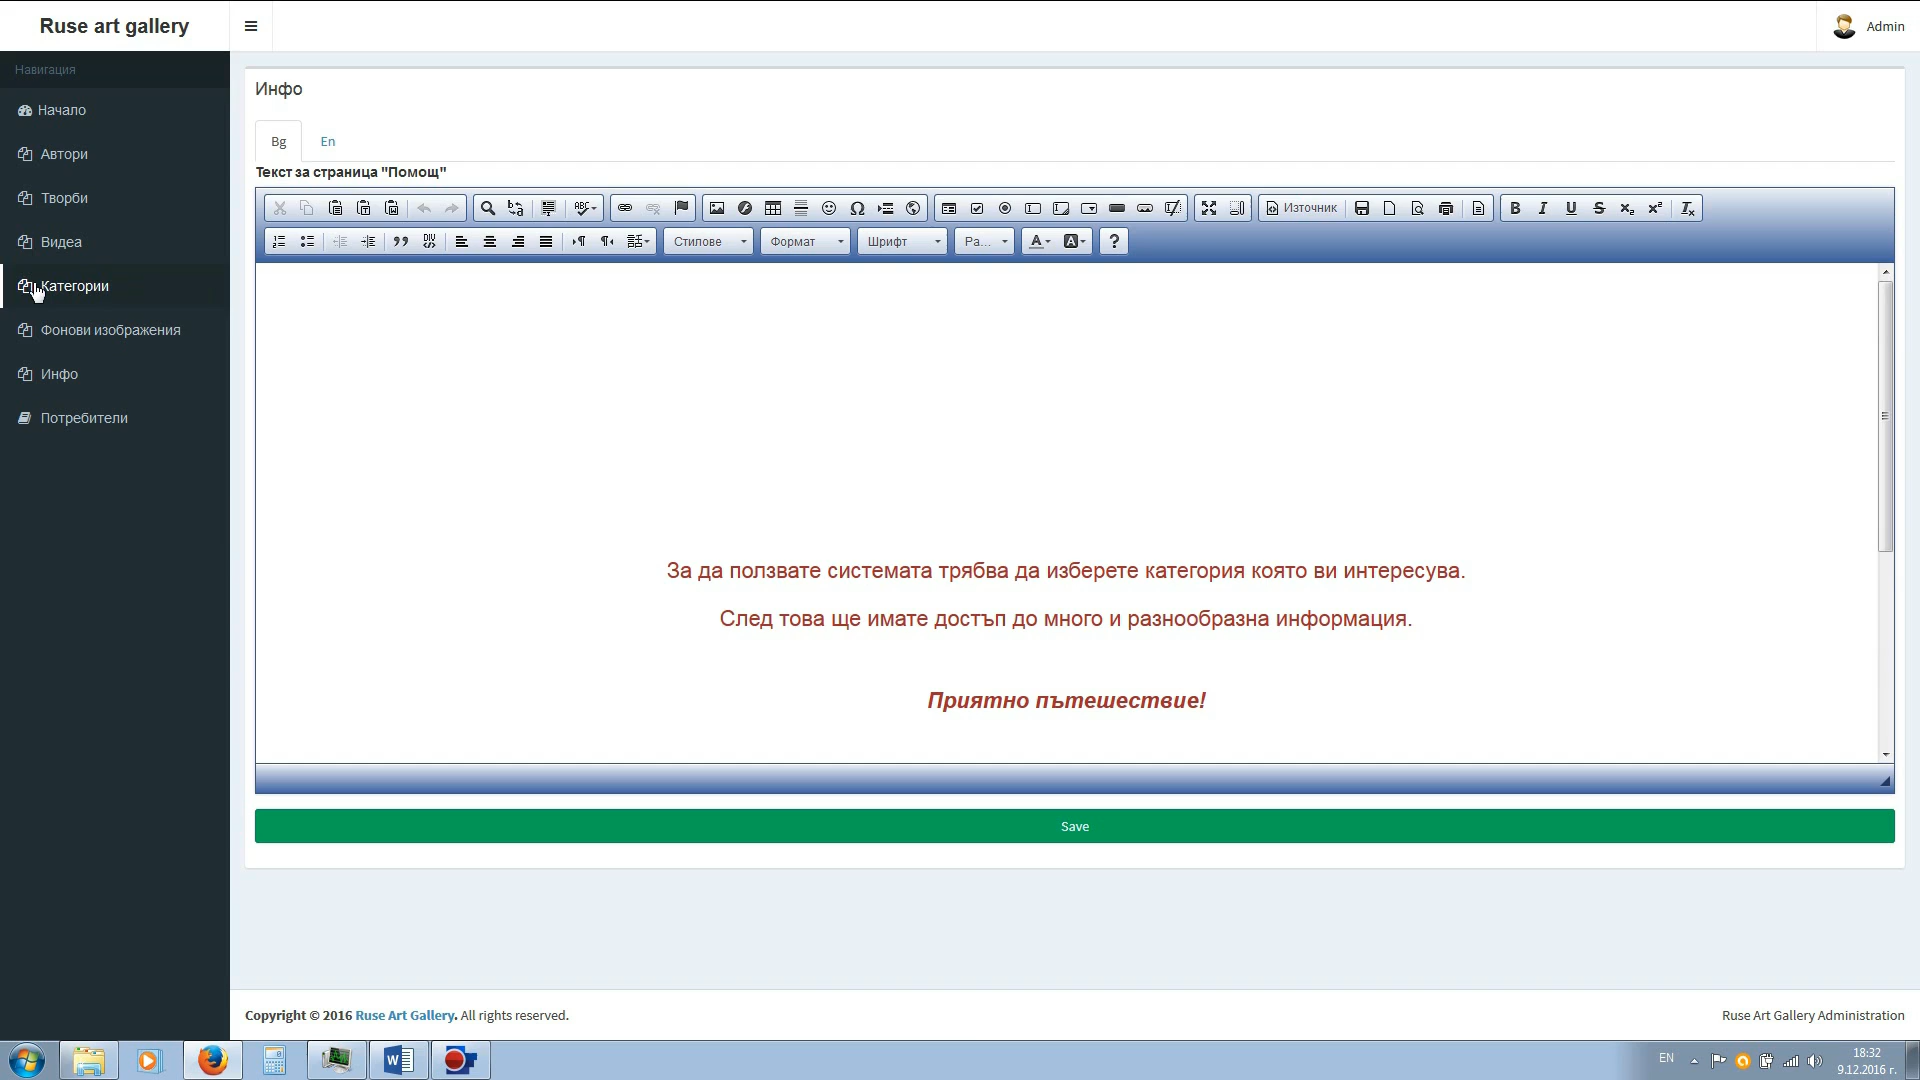 Ruse art gallery
Admin
Навигация
Начало
Автори
Творби
Видеа
Категории
Фонови изображения
Инфо
Потребители
Инфо
Bg En
Текст за страница "Помощ"
Източник
Стилове Формат Шрифт Ра...
За да ползвате системата трябва да изберете категория която ви интересува.
След това ще имате достъп до много и разнообразна информация.
Приятно пътешествие!
Save
Copyright © 2016 Ruse Art Gallery. All rights reserved.
Ruse Art Gallery Administration
EN
18:32
9.12.2016 г.